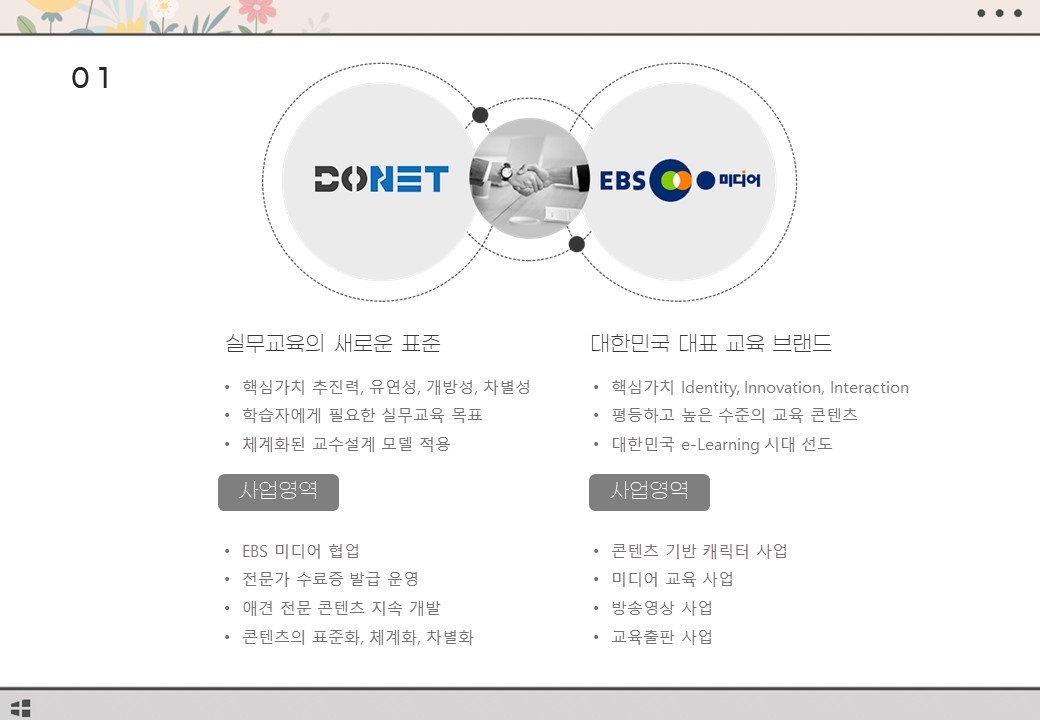 01
DONET
EBS 미디어
실무교육의 새로운 표준
• 핵심가치 추진력, 유연성, 개방성, 차별성
• 학습자에게 필요한 실무교육 목표
• 체계화된 교수설계 모델 적용
사업영역
• EBS 미디어 협업
• 전문가 수료증 발급 운영
• 애견 전문 콘텐츠 지속 개발
• 콘텐츠의 표준화, 체계화, 차별화
대한민국 대표 교육 브랜드
• 핵심가치 Identity, Innovation, Interaction
• 평등하고 높은 수준의 교육 콘텐츠
• 대한민국 e-Learning 시대 선도
사업영역
• 콘텐츠 기반 캐릭터 사업
• 미디어 교육 사업
• 방송영상 사업
• 교육출판 사업